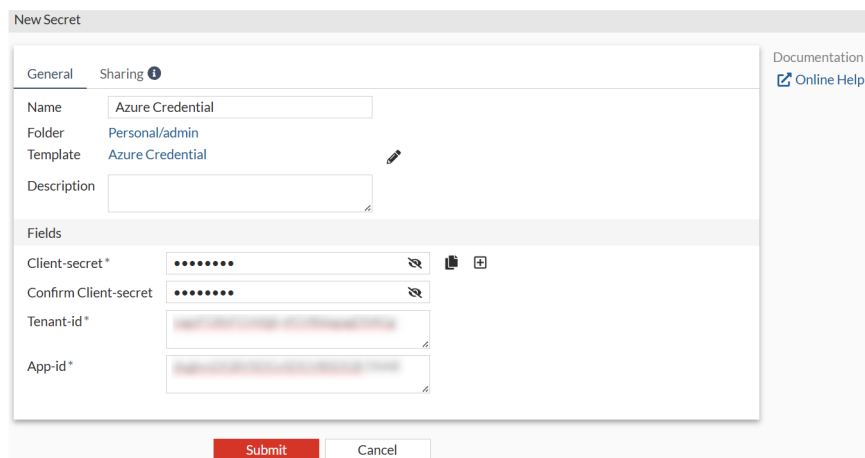 New Secret
General Sharing
Documentation
Online Help
Name Azure Credential
Folder Personal/admin
Template Azure Credential
Description
Fields
Client-secret* ••••••••
Confirm Client-secret ••••••••
Tenant-id*
App-id*
Submit Cancel